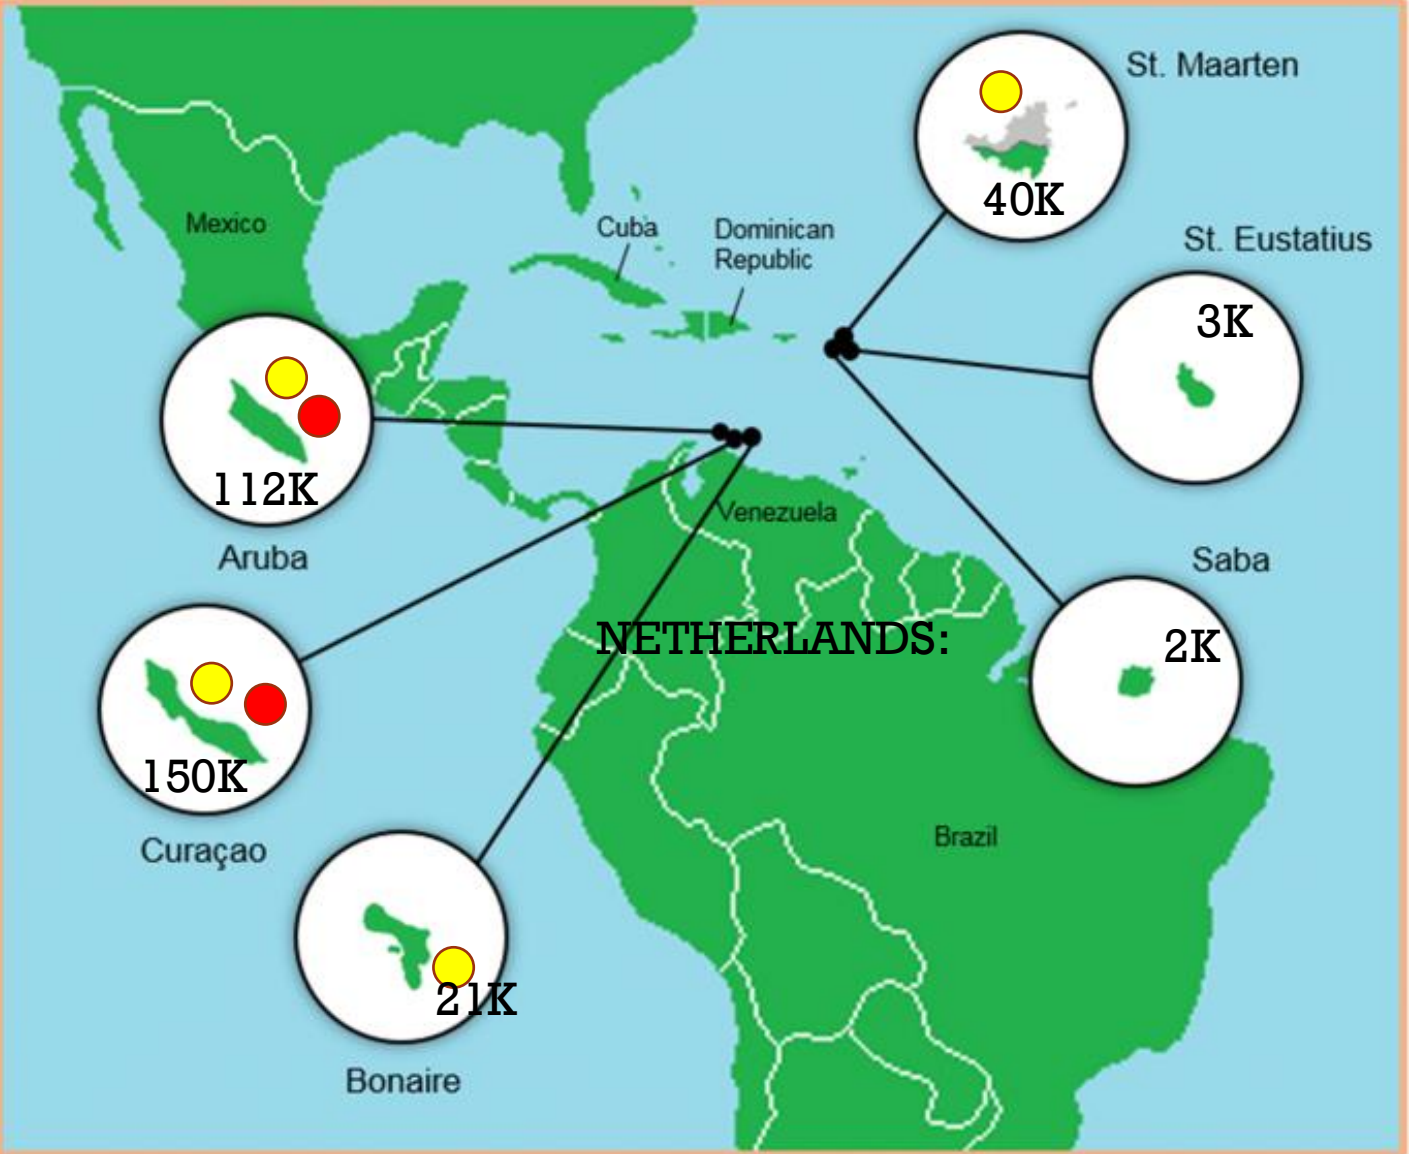 St. Maarten
40K
Mexico
Cuba
Dominican
Republic
St. Eustatius
3K
112K
Aruba
Venezuela
Saba
NETHERLANDS:
2K
150K
Curaçao
Brazil
21K
Bonaire